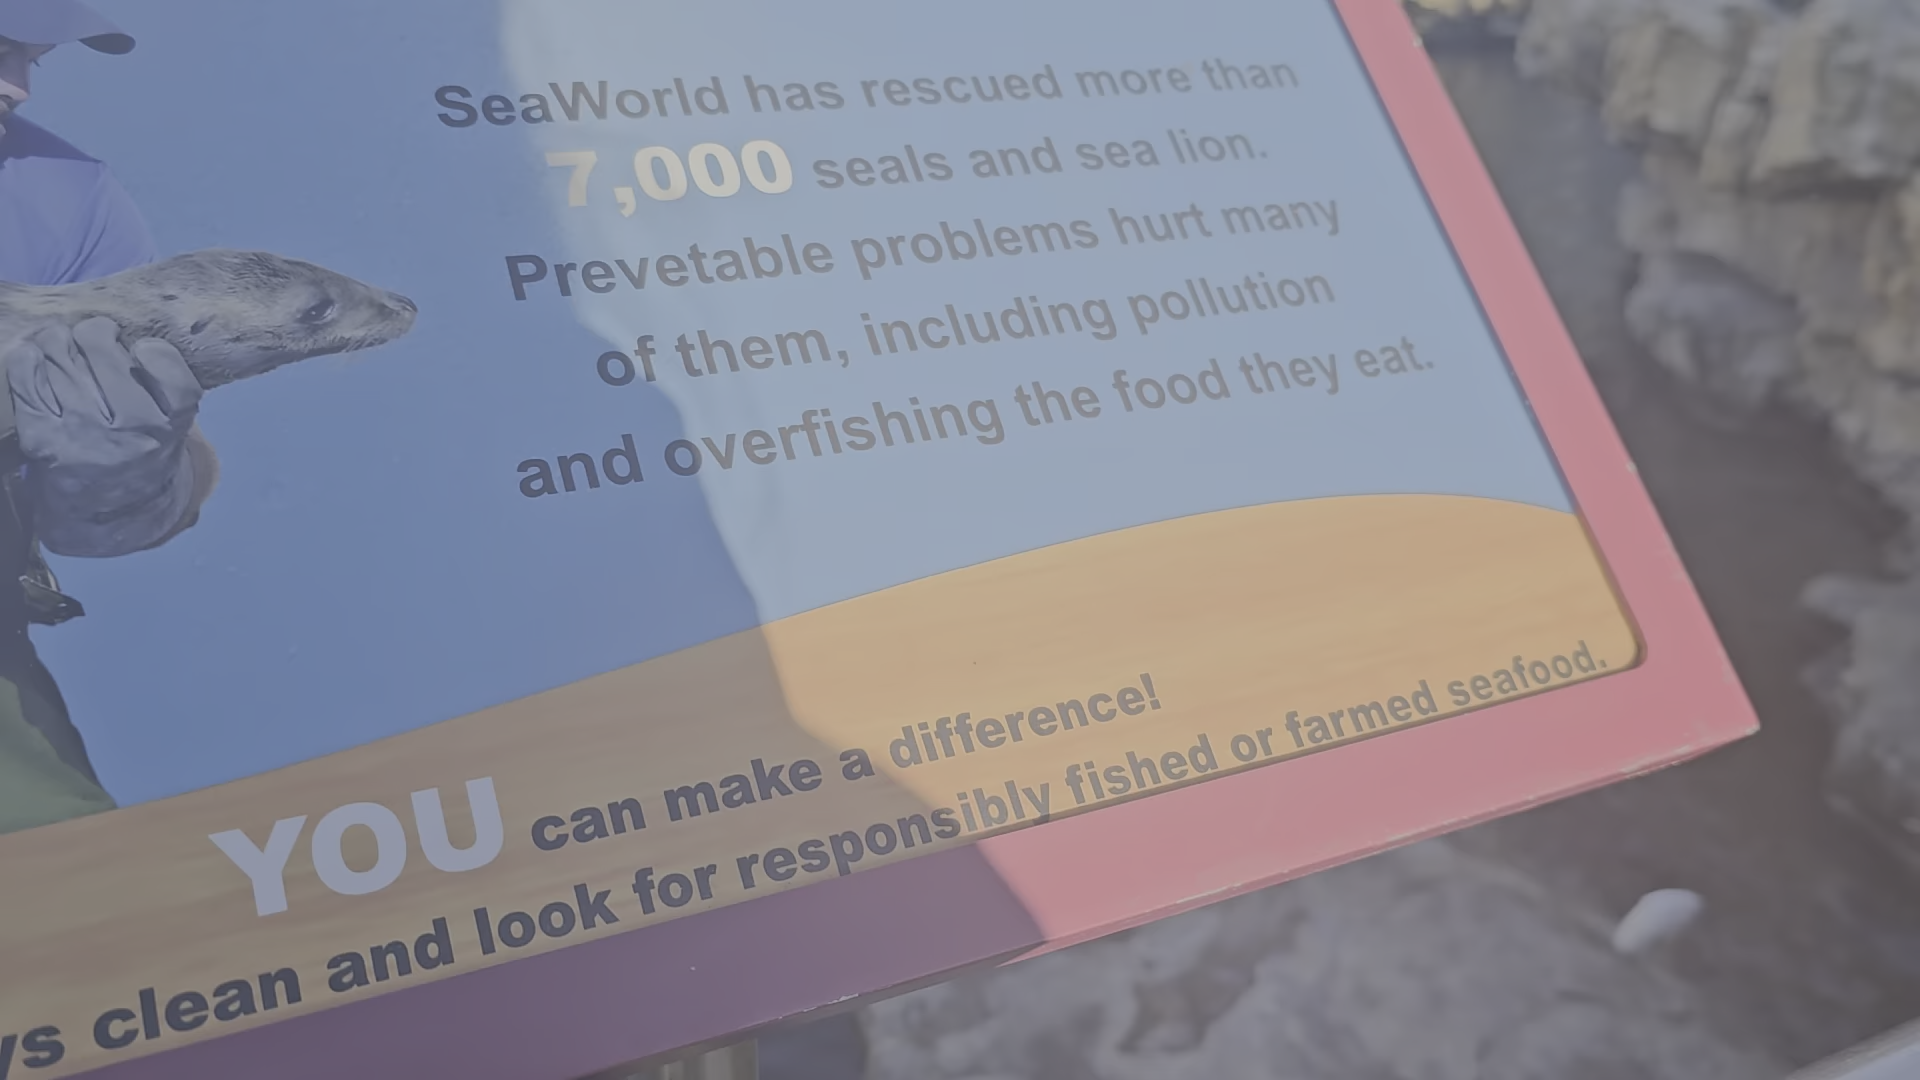 SeaWorld has rescued more than
7,000 seals and sea lion.
Prevetable problems hurt many
of them, including pollution
and overfishing the food they eat.
YOU can make a difference!
clean and look for responsibly fished or farmed seafood.